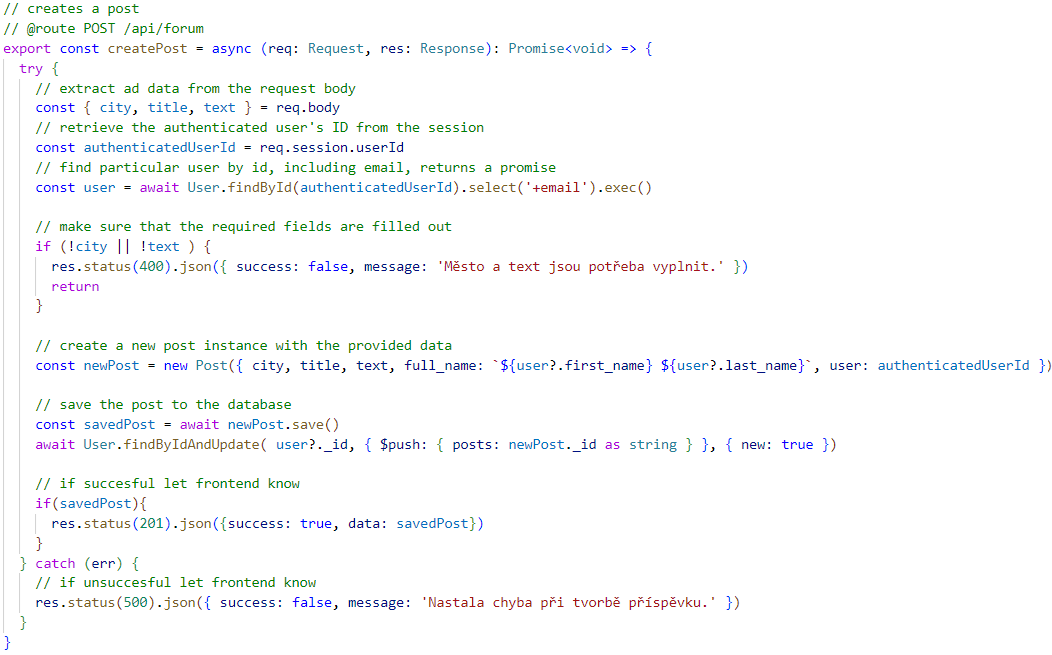 // creates a post
// @route POST /api/forum
export const createPost = async (req: Request, res: Response): Promise<void> => {
  try {
    // extract ad data from the request body
    const { city, title, text } = req.body
    // retrieve the authenticated user's ID from the session
    const authenticatedUserId = req.session.userId
    // find particular user by id, including email, returns a promise
    const user = await User.findById(authenticatedUserId).select('+email').exec()

    // make sure that the required fields are filled out
    if (!city || !text ) {
      res.status(400).json({ success: false, message: 'Město a text jsou potřeba vyplnit.' })
      return
    }

    // create a new post instance with the provided data
    const newPost = new Post({ city, title, text, full_name: `${user?.first_name} ${user?.last_name}`, user: authenticatedUserId })

    // save the post to the database
    const savedPost = await newPost.save()
    await User.findByIdAndUpdate( user?._id, { $push: { posts: newPost._id as string } }, { new: true })

    // if succesful let frontend know
    if(savedPost){
      res.status(201).json({success: true, data: savedPost})
    }
  } catch (err) {
    // if unsuccesful let frontend know
    res.status(500).json({ success: false, message: 'Nastala chyba při tvorbě příspěvku.' })
  }
}